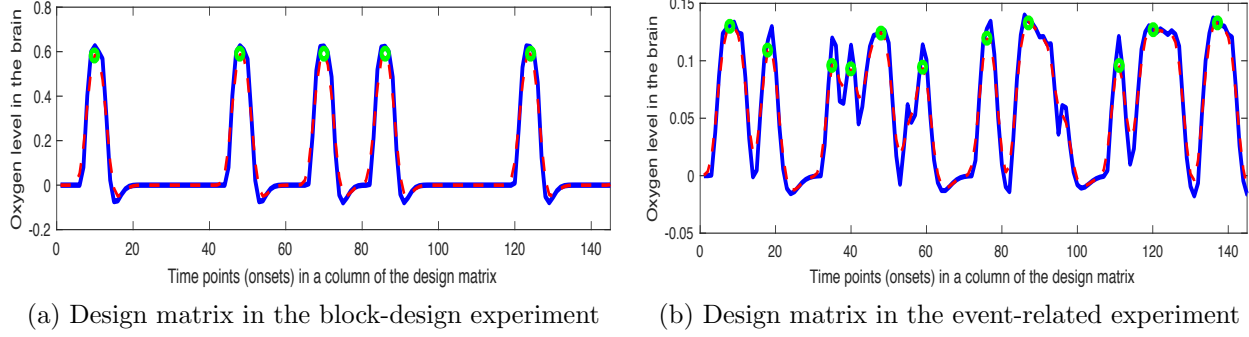 Oxygen level in the brain
0.8
0.6
0.4
0.2
0
-0.2
0 20 40 60 80 100 120 140
Time points (onsets) in a column of the design matrix
(a) Design matrix in the block-design experiment
Oxygen level in the brain
0.15
0.1
0.05
0
-0.05
0 20 40 60 80 100 120 140
Time points (onsets) in a column of the design matrix
(b) Design matrix in the event-related experiment